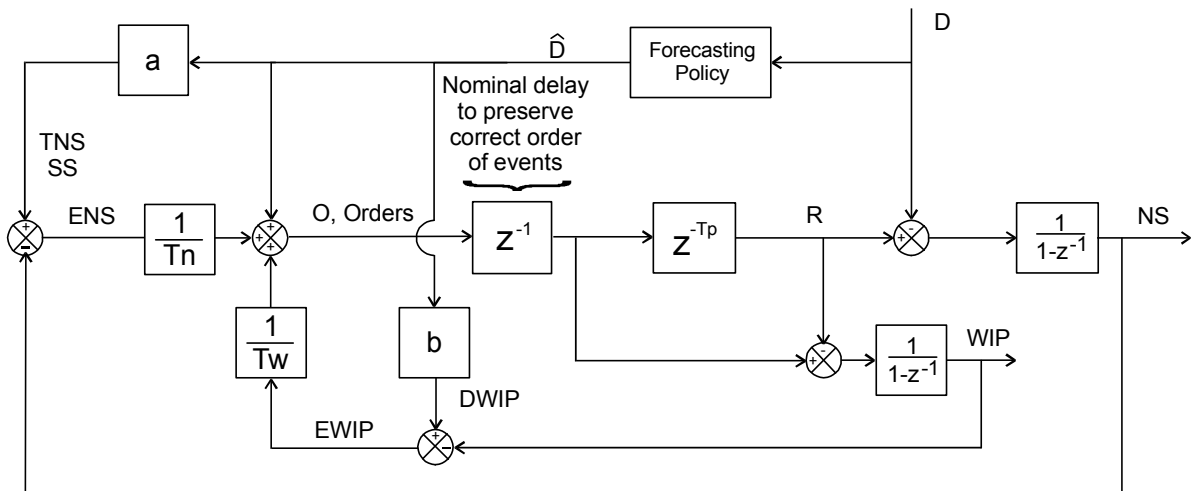 D
D̂
Forecasting
Policy
a
Nominal delay
to preserve
correct order
of events
TNS
SS
+
-
ENS
1
Tn
+
+
+
O, Orders
z⁻¹
z⁻ᵀᵖ
R
+
-
1
1-z⁻¹
NS
1
Tw
b
+
-
1
1-z⁻¹
WIP
DWIP
EWIP
+
-